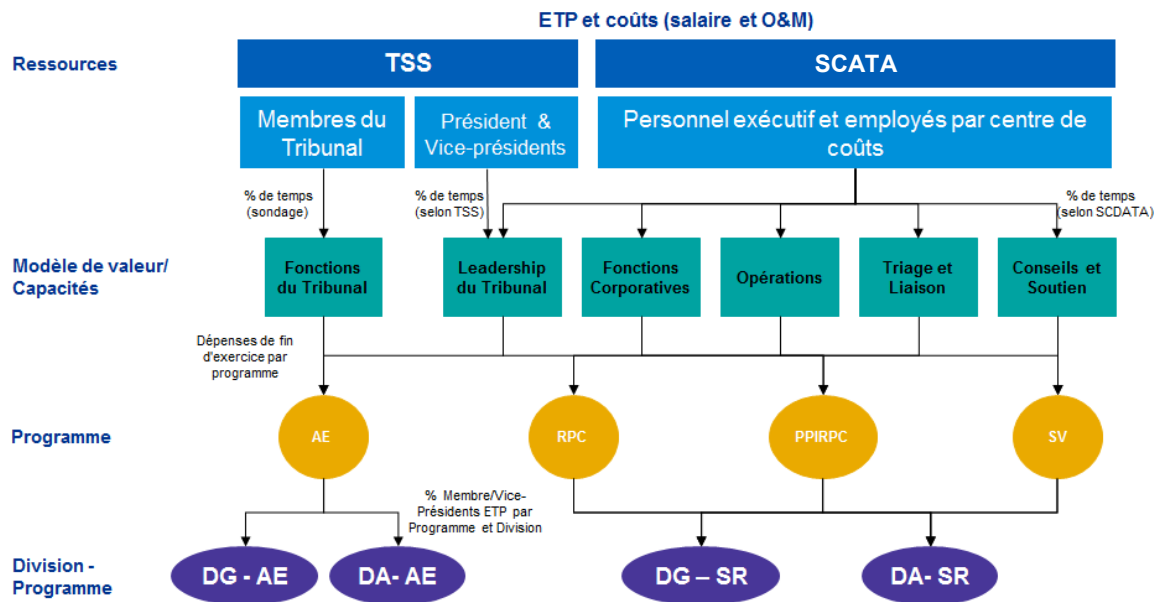 ETP et coûts (salaire et O&M)
Ressources
TSS
SCATA
Membres du
Tribunal
Président &
Vice-présidents
Personnel exécutif et employés par centre de
coûts
% de temps
(sondage)
% de temps
(selon TSS)
% de temps
(selon SCDATA)
Modèle de valeur/
Capacités
Fonctions
du Tribunal
Leadership
du Tribunal
Fonctions
Corporatives
Opérations
Triage et
Liaison
Conseils et
Soutien
Dépenses de fin
d'exercice par
programme
Programme
AE
RPC
PPIRPC
SV
% Membre/Vice-
Présidents ETP par
Programme et Division
Division -
Programme
DG - AE
DA- AE
DG – SR
DA- SR